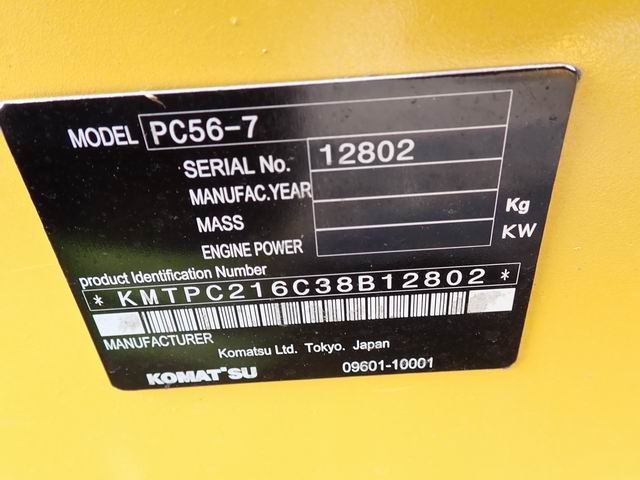 MODEL PC56-7
SERIAL No. 12802
MANUFAC.YEAR
MASS Kg
ENGINE POWER KW
product Identification Number
* KMTPC216C38B12802 *
MANUFACTURER
Komatsu Ltd. Tokyo, Japan
KOMATSU 09601-10001